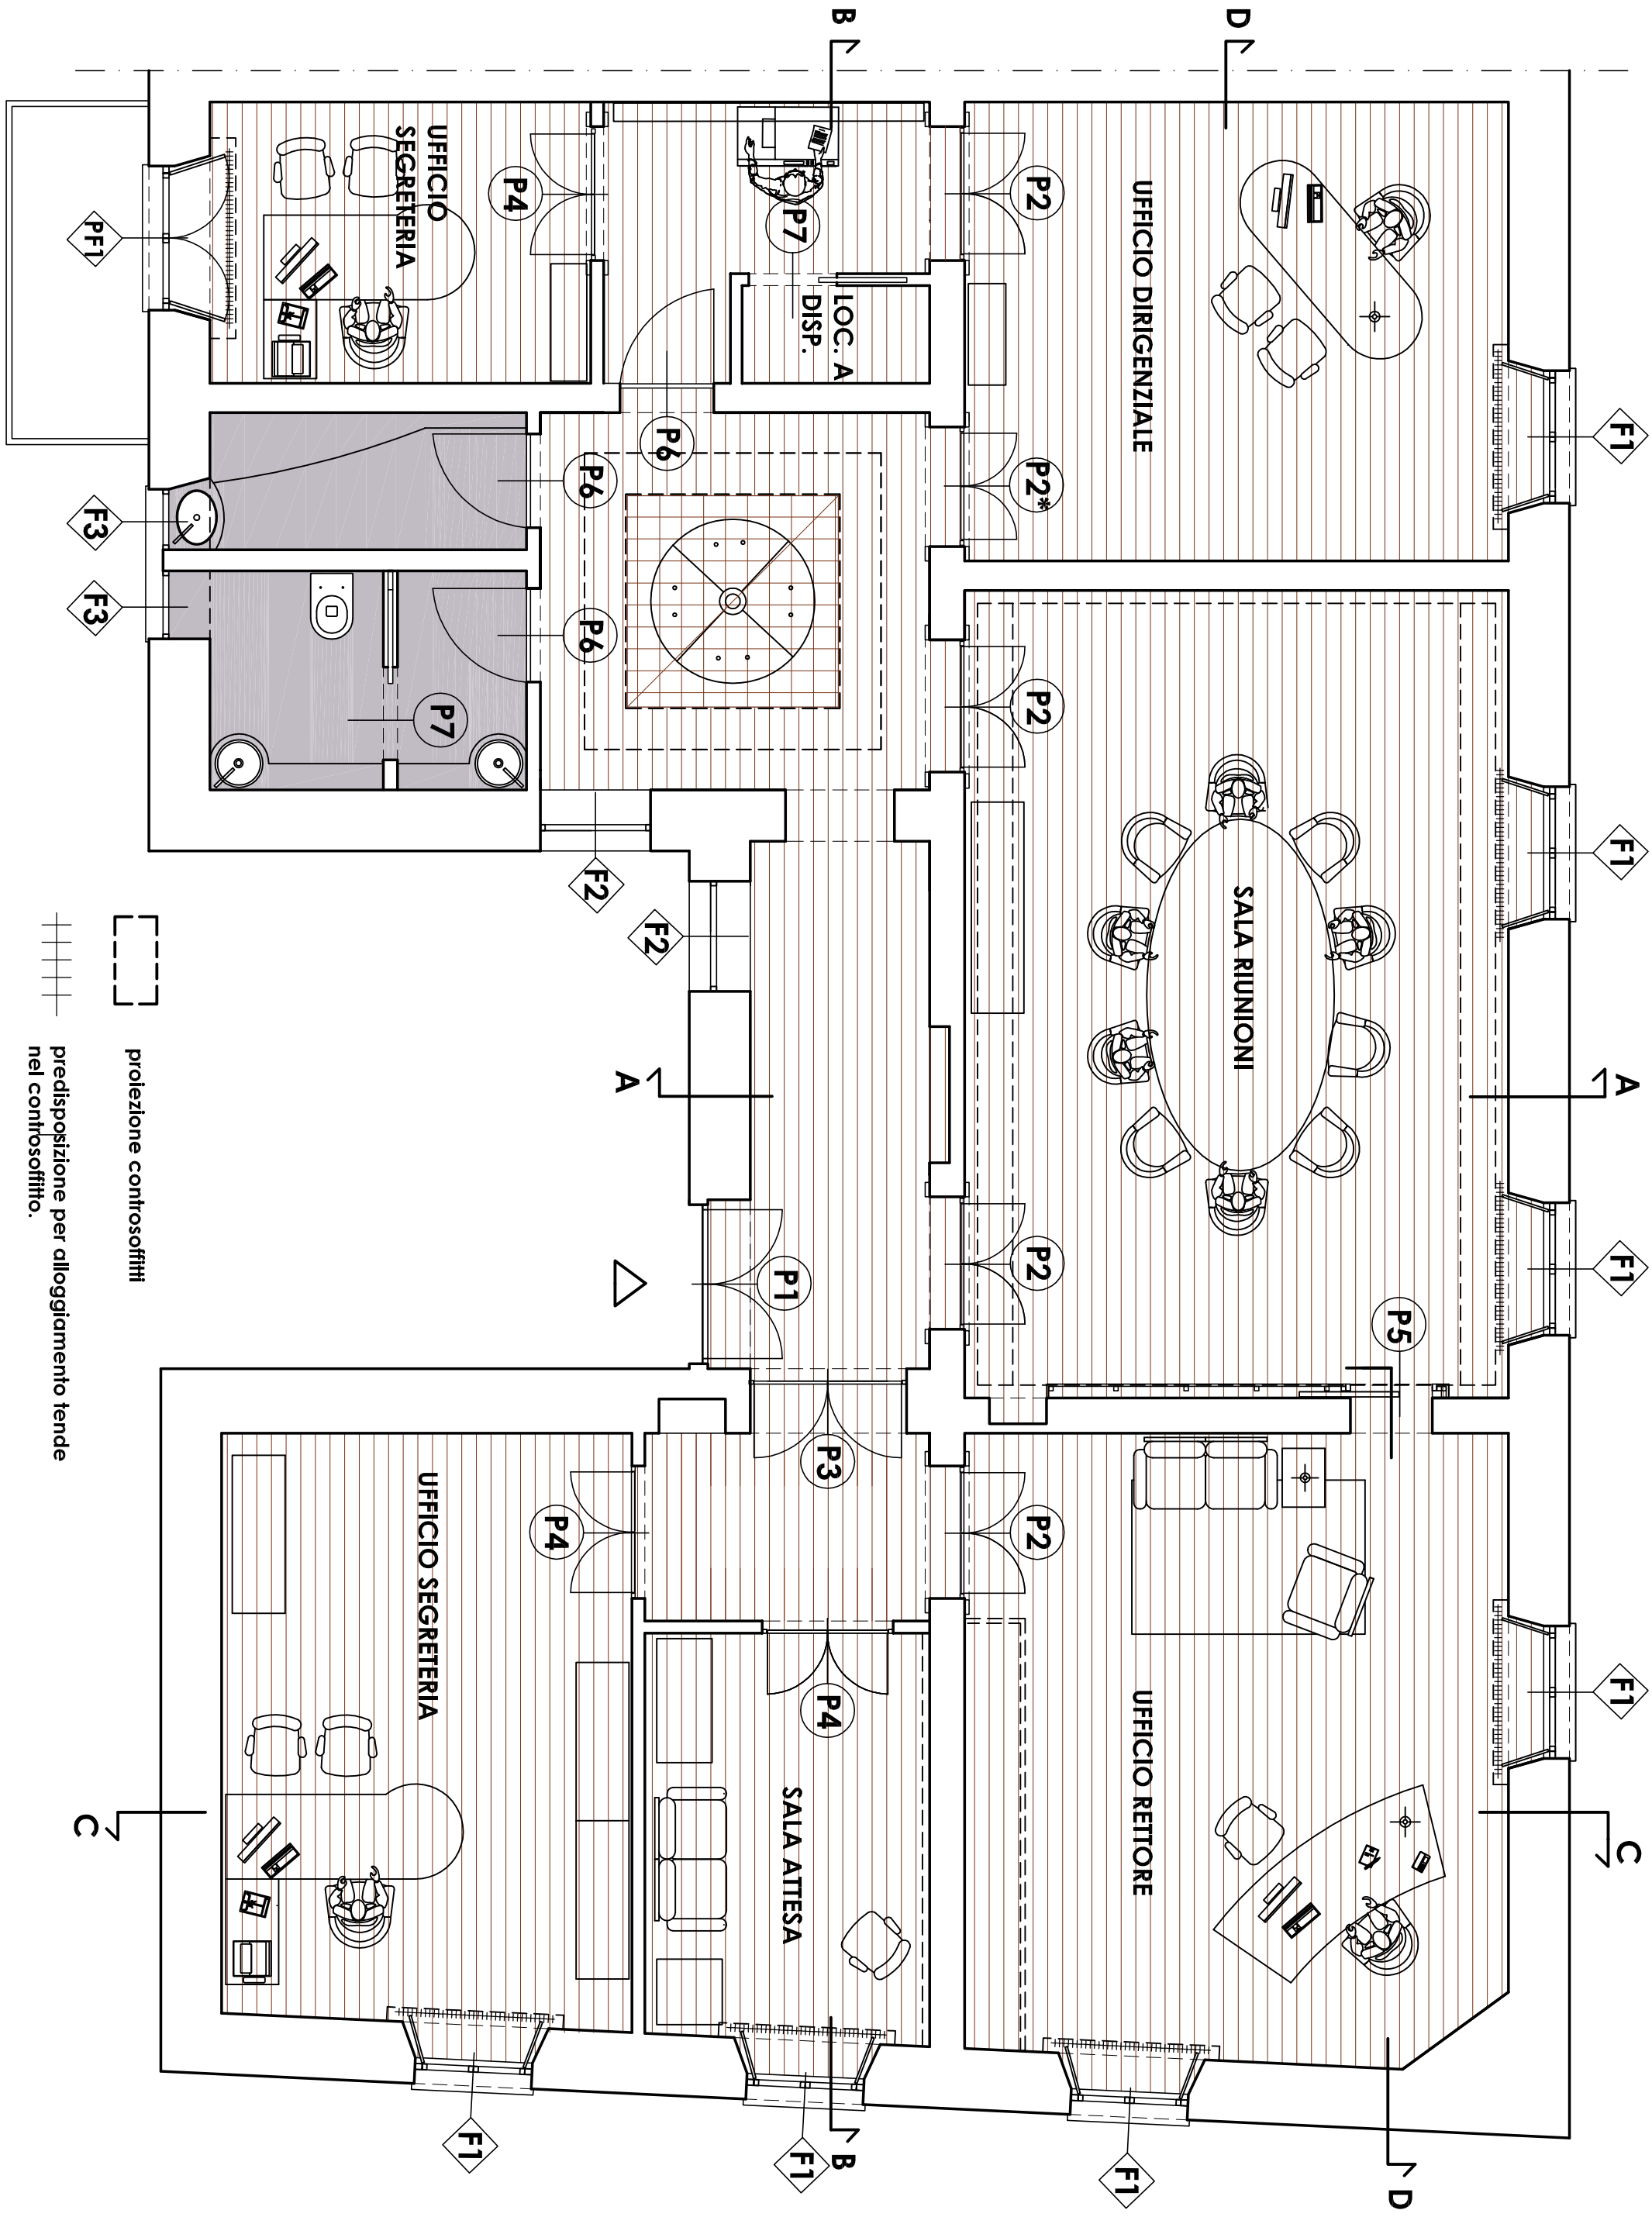 F1
F1
A
F1
F1
C
P5
D
D
SALA RIUNIONI
UFFICIO DIRIGENZIALE
UFFICIO RETTORE
F1
P2
P2*
P2
P2
P2
B
LOC. A
DISP.
B
P7
P3
P4
SALA ATTESA
F1
P1
P6
F2
A
P6
P6
F2
P4
P4
F1
UFFICIO
SEGRETERIA
P7
UFFICIO SEGRETERIA
PF1
F3
F3
C
proiezione controsoffitti
predisposizione per alloggiamento tende
nel controsoffitto.